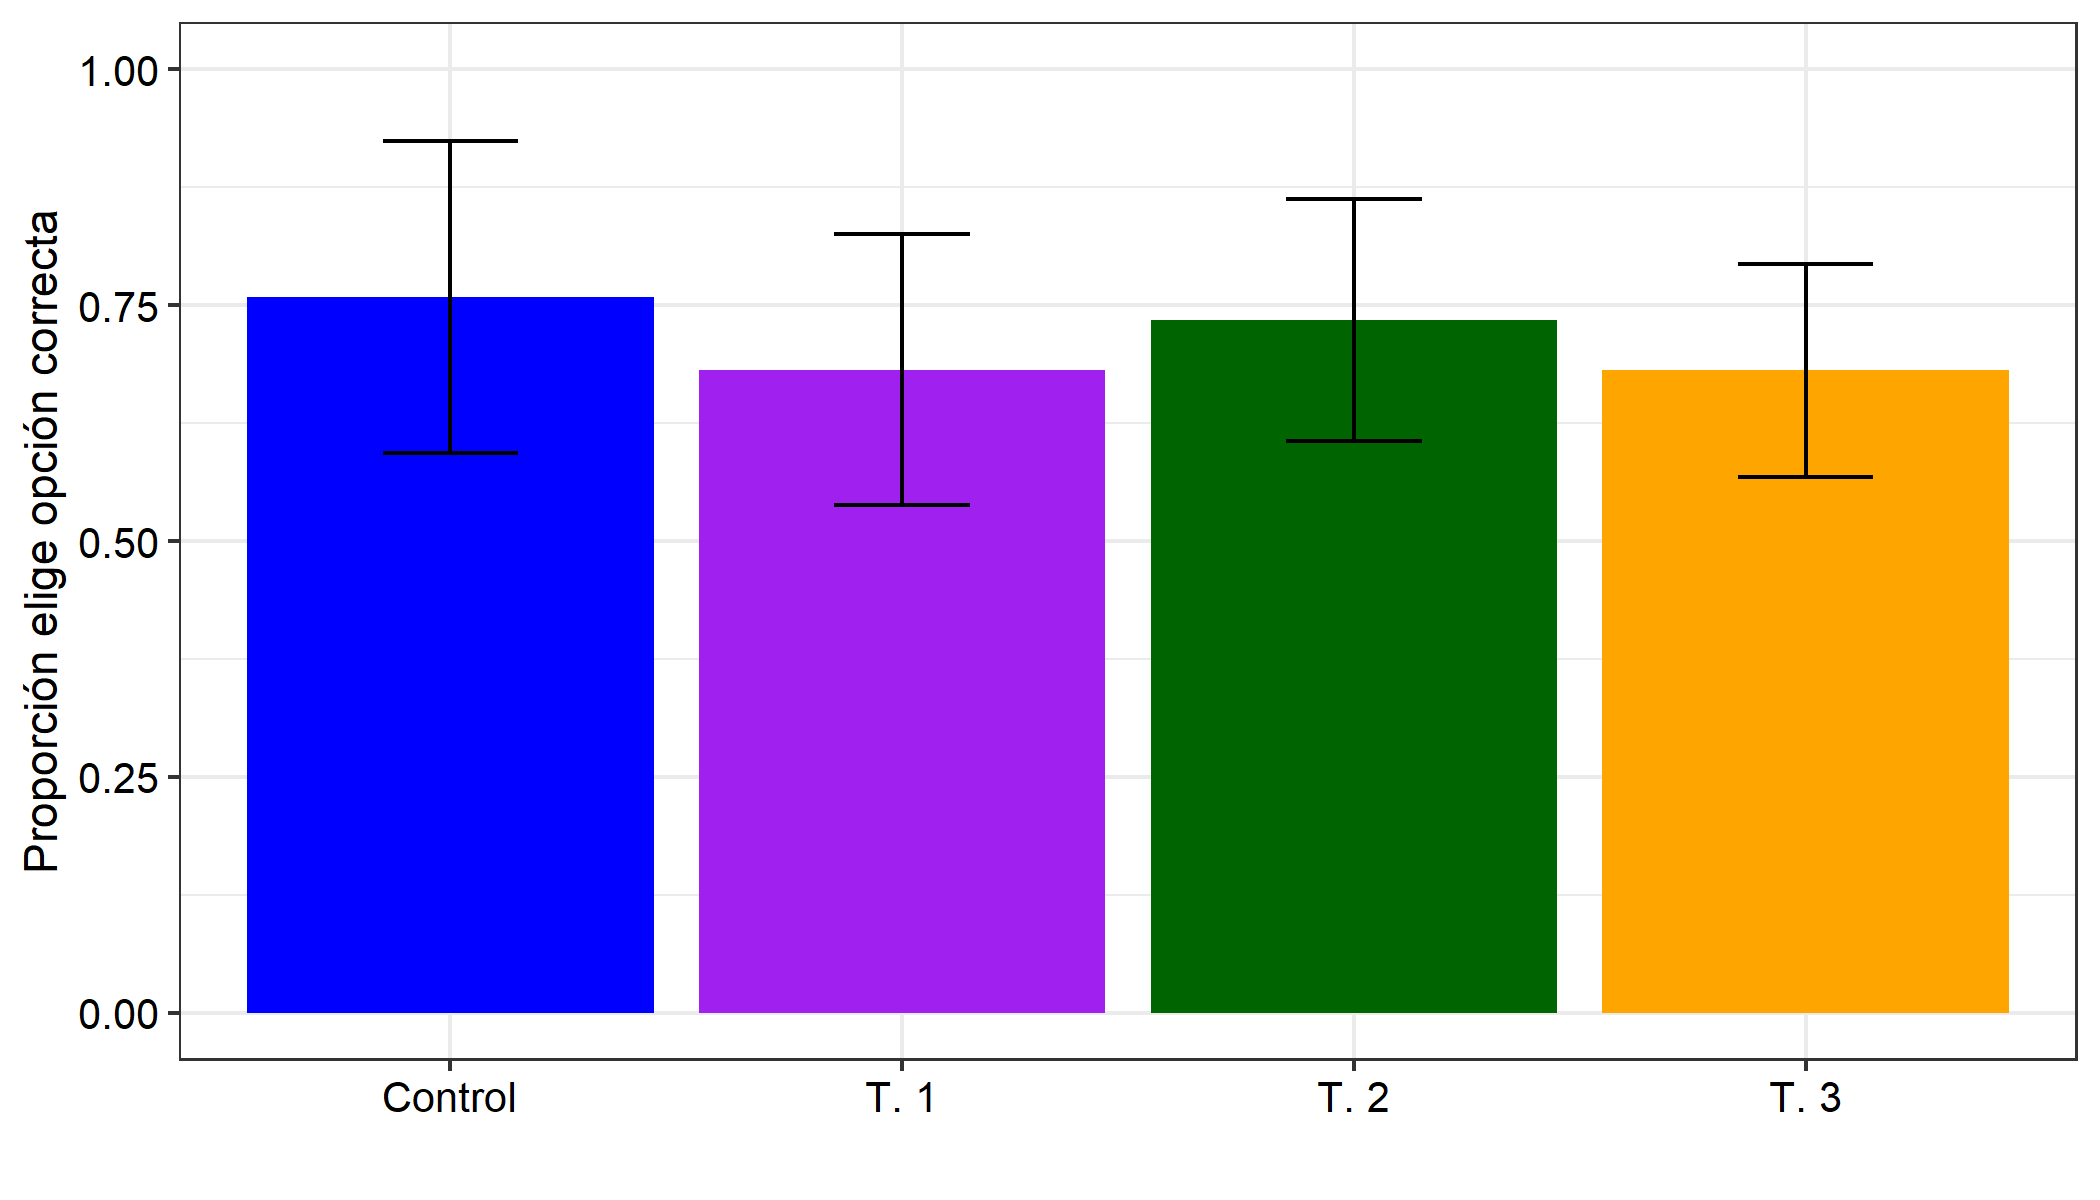 Proporción elige opción correcta
1.00
0.75
0.50
0.25
0.00
Control T. 1 T. 2 T. 3